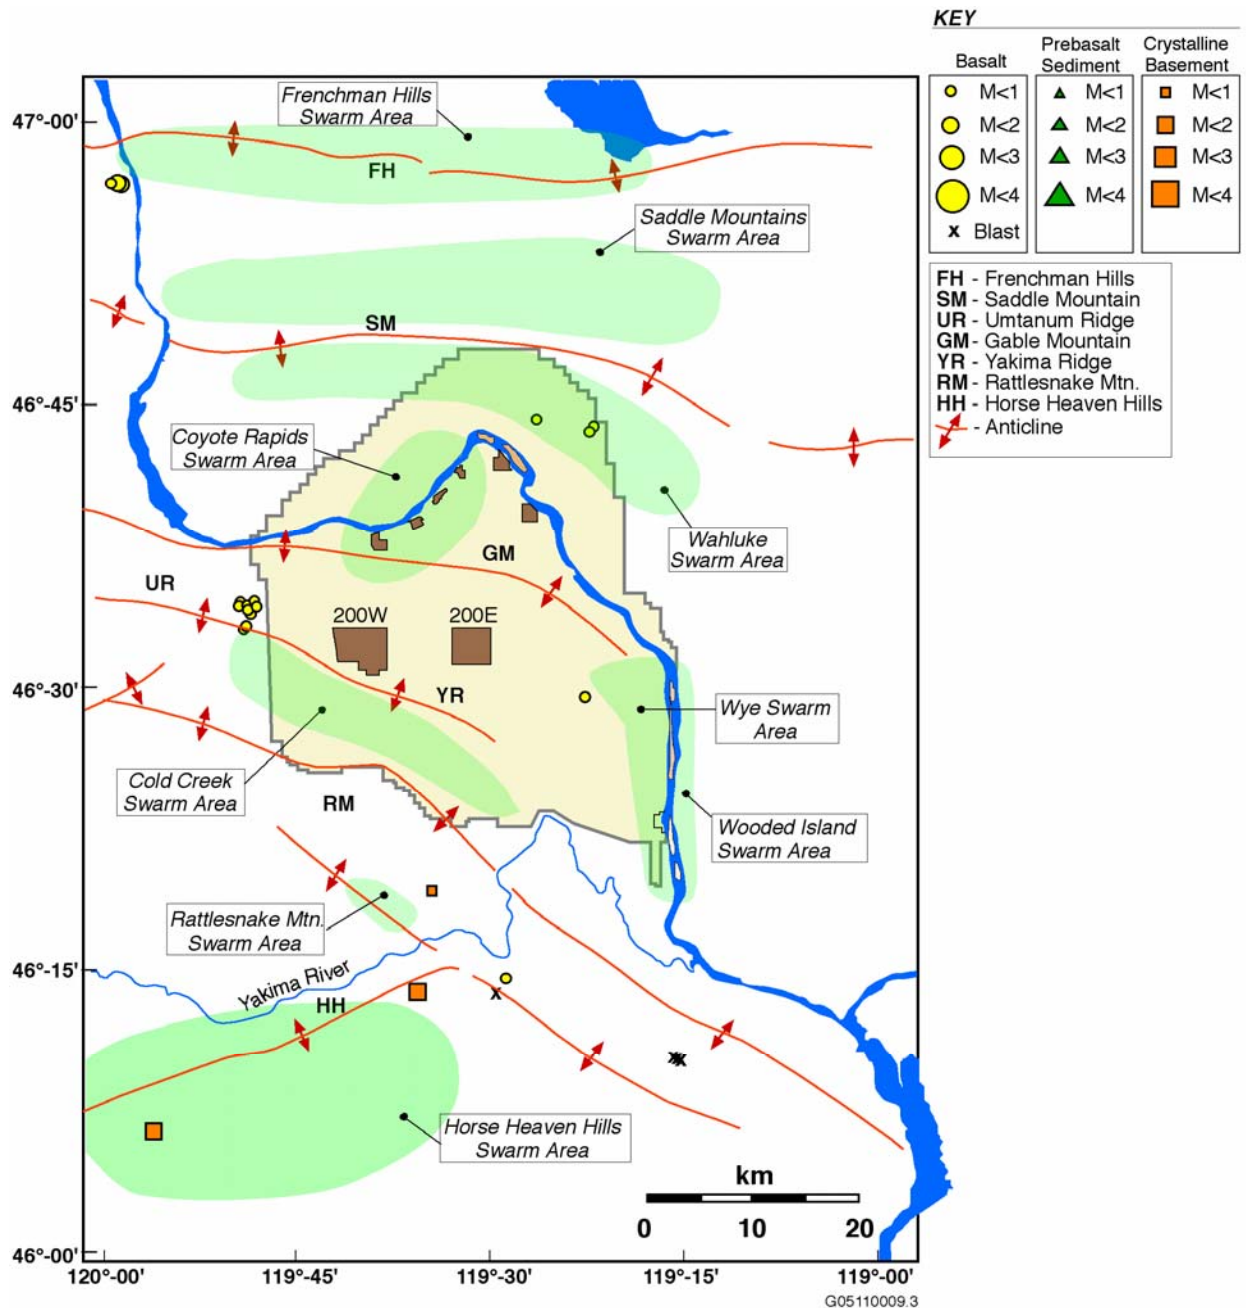 KEY
Basalt
Prebasalt
Sediment
Crystalline
Basement
M<1
M<2
M<3
M<4
x Blast
M<1
M<2
M<3
M<4
M<1
M<2
M<3
M<4
FH - Frenchman Hills
SM - Saddle Mountain
UR - Umtanum Ridge
GM - Gable Mountain
YR - Yakima Ridge
RM - Rattlesnake Mtn.
HH - Horse Heaven Hills
- Anticline
Frenchman Hills
Swarm Area
47°-00'
FH
Saddle Mountains
Swarm Area
SM
46°-45'
Coyote Rapids
Swarm Area
Wahluke
Swarm Area
GM
UR
200W
200E
46°-30'
YR
Wye Swarm
Area
Cold Creek
Swarm Area
RM
Wooded Island
Swarm Area
Rattlesnake Mtn.
Swarm Area
46°-15'
Yakima River
HH
x
x
Horse Heaven Hills
Swarm Area
km
0 10 20
46°-00'
120°-00' 119°-45' 119°-30' 119°-15' 119°-00'
G05110009.3